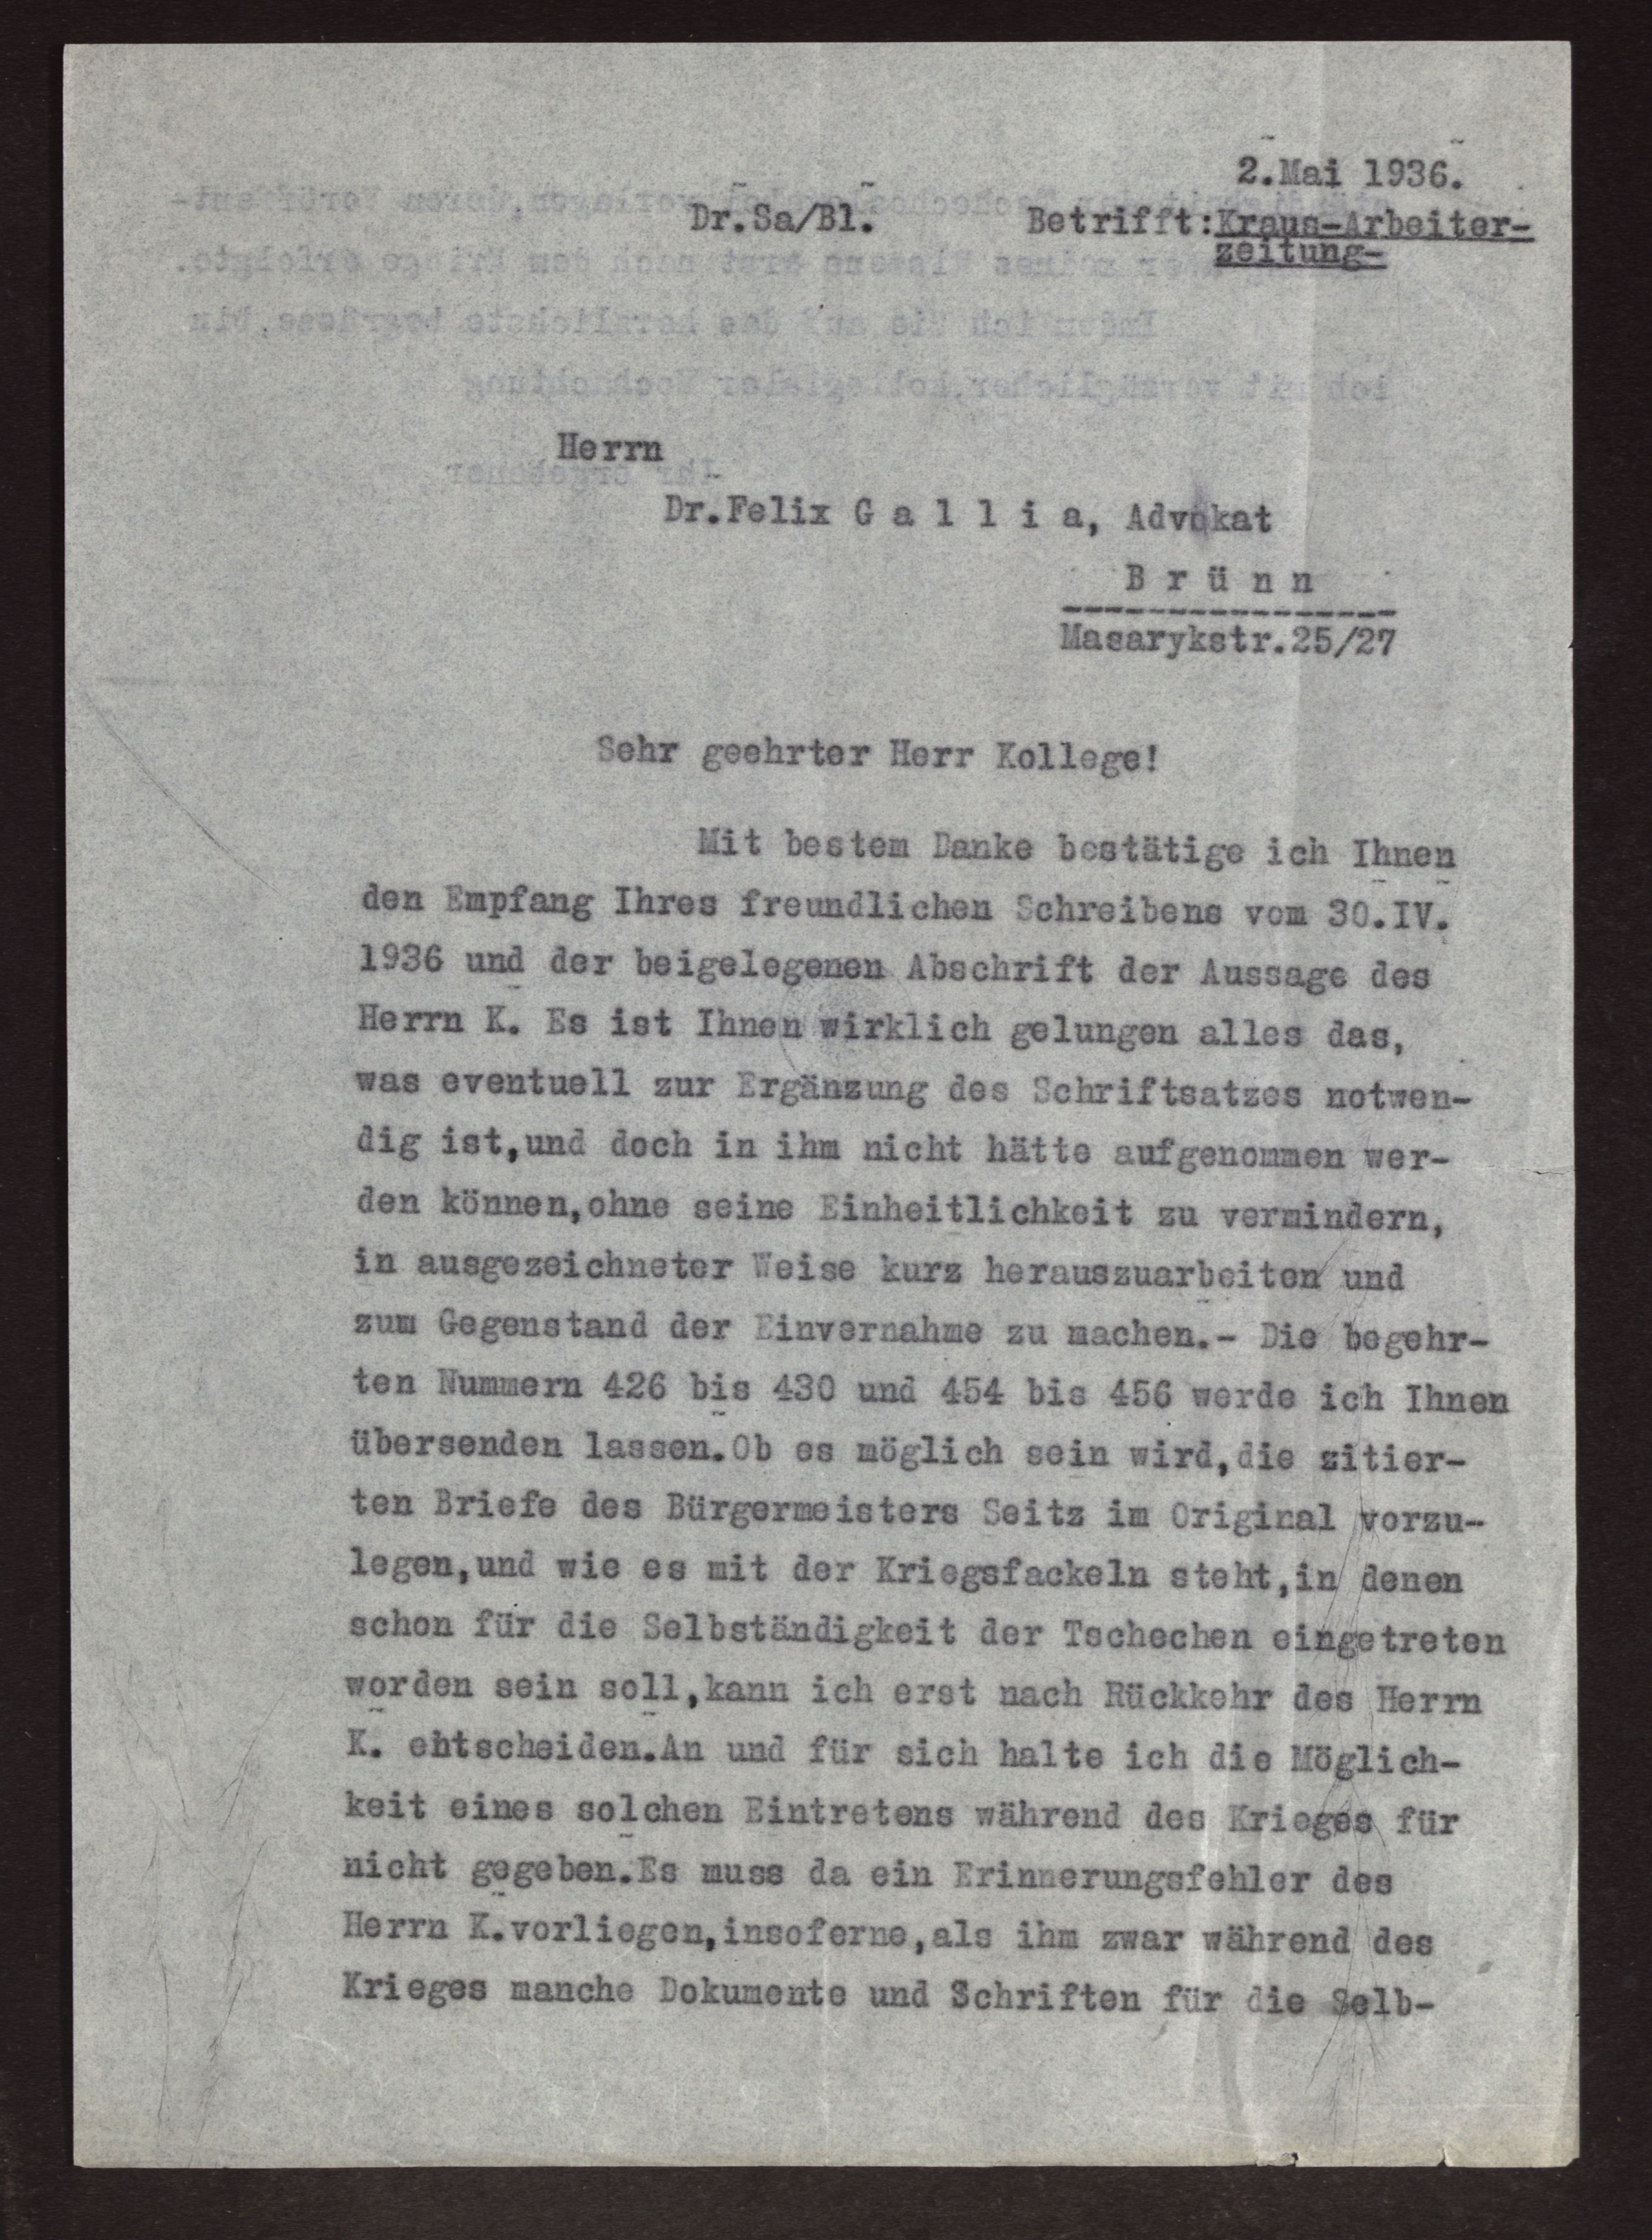 2.Mai 1936.
Dr.Sa/Bl. Betrifft:Kraus-Arbeiter-
zeitung-
Herrn
Dr.Felix G a l l i a, Advokat
B r ü n n
Masarykstr.25/27
Sehr geehrter Herr Kollege!
Mit bestem Danke bestätige ich Ihnen
den Empfang Ihres freundlichen Schreibens vom 30.IV.
1936 und der beigelegenen Abschrift der Aussage des
Herrn K. Es ist Ihnen wirklich gelungen alles das,
was eventuell zur Ergänzung des Schriftsatzes notwen-
dig ist,und doch in ihm nicht hätte aufgenommen wer-
den können,ohne seine Einheitlichkeit zu vermindern,
in ausgezeichneter Weise kurz herauszuarbeiten und
zum Gegenstand der Einvernahme zu machen.- Die begehr-
ten Nummern 426 bis 430 und 454 bis 456 werde ich Ihnen
übersenden lassen.Ob es möglich sein wird,die zitier-
ten Briefe des Bürgermeisters Seitz im Original vorzu-
legen,und wie es mit der Kriegsfackeln steht,in denen
schon für die Selbständigkeit der Tschechen eingetreten
worden sein soll,kann ich erst nach Rückkehr des Herrn
K. entscheiden.An und für sich halte ich die Möglich-
keit eines solchen Eintretens während des Krieges für
nicht gegeben.Es muss da ein Erinnerungsfehler des
Herrn K.vorliegen,insoferne,als ihm zwar während des
Krieges manche Dokumente und Schriften für die Selb-